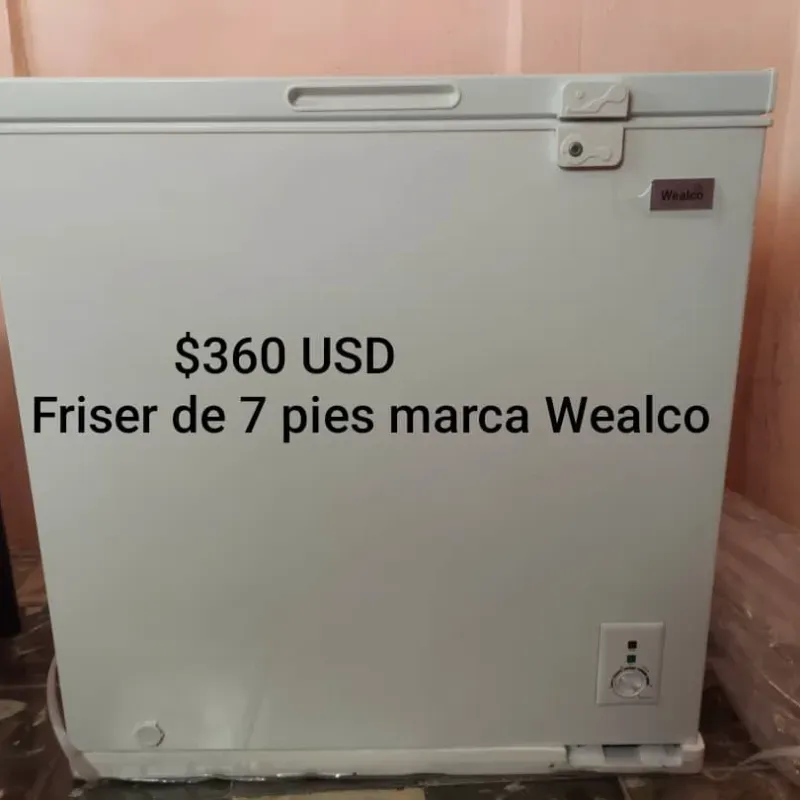 Wealco
$360 USD
Friser de 7 pies marca Wealco